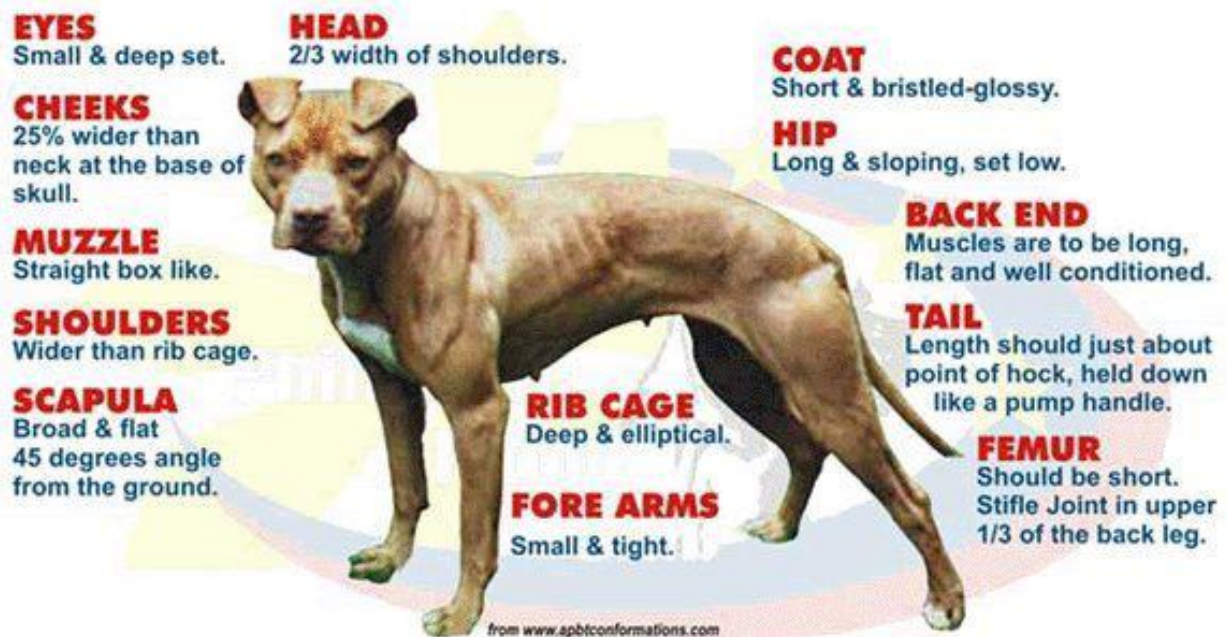 EYES
Small & deep set.
HEAD
2/3 width of shoulders.
CHEEKS
25% wider than
neck at the base of
skull.
MUZZLE
Straight box like.
SHOULDERS
Wider than rib cage.
SCAPULA
Broad & flat
45 degrees angle
from the ground.
RIB CAGE
Deep & elliptical.
FORE ARMS
Small & tight.
COAT
Short & bristled-glossy.
HIP
Long & sloping, set low.
BACK END
Muscles are to be long,
flat and well conditioned.
TAIL
Length should just about
point of hock, held down
like a pump handle.
FEMUR
Should be short.
Stifle Joint in upper
1/3 of the back leg.
from www.apbtconformations.com